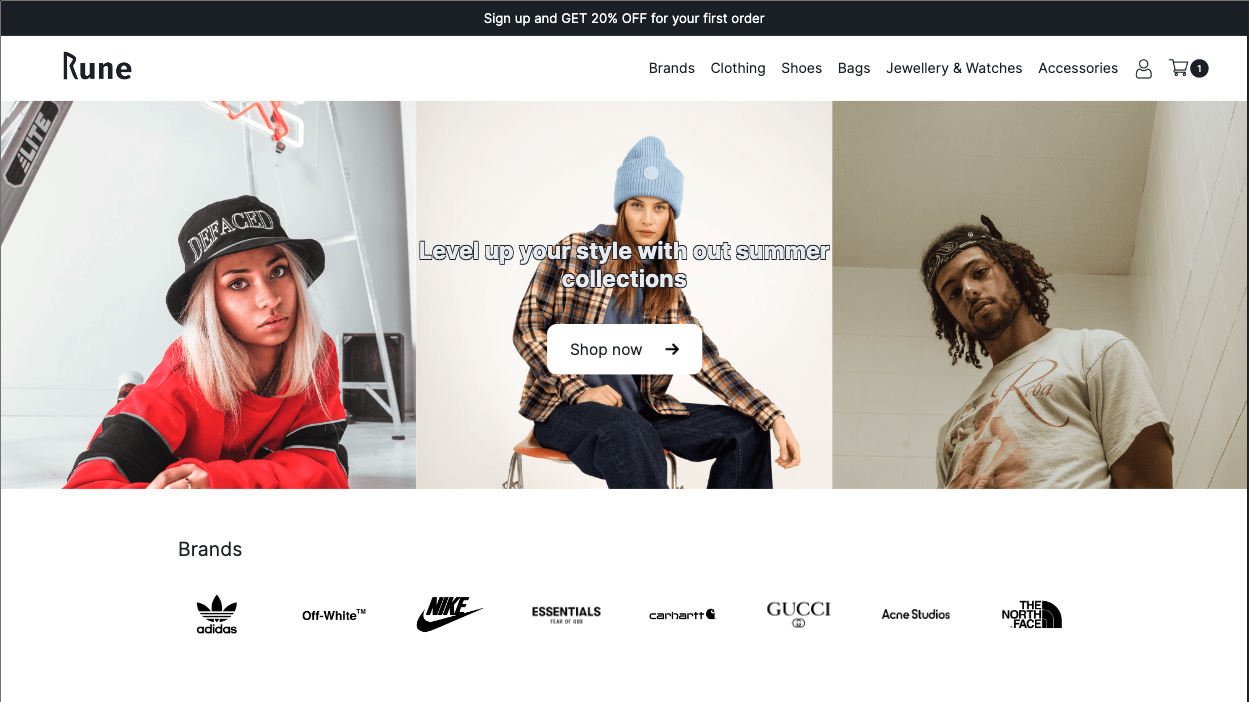 Sign up and GET 20% OFF for your first order
Rune
Brands Clothing Shoes Bags Jewellery & Watches Accessories 1
ELITE
DEFACED
Level up your style with out summer
collections
Roba
Shop now
Brands
adidas
Off-White™
NIKE
ESSENTIALS
FEAR OF GOD
carhartt
GUCCI
Acne Studios
THE
NORTH
FACE